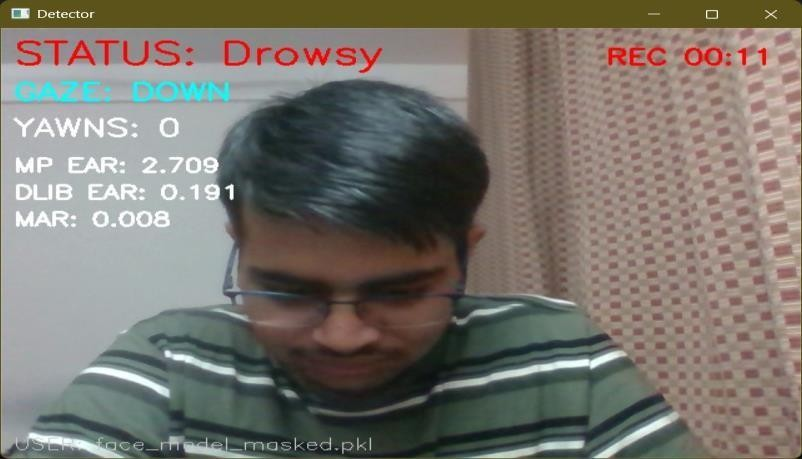 Detector
STATUS: Drowsy
REC 00:11
GAZE: DOWN
YAWNS: 0
MP EAR: 2.709
DLIB EAR: 0.191
MAR: 0.008
USER: face_model_masked.pkl